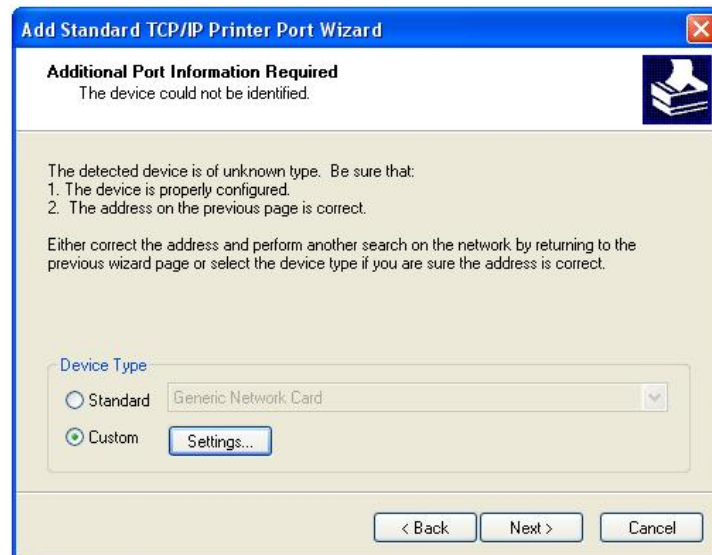 Add Standard TCP/IP Printer Port Wizard
Additional Port Information Required
The device could not be identified.
The detected device is of unknown type. Be sure that:
1. The device is properly configured.
2. The address on the previous page is correct.
Either correct the address and perform another search on the network by returning to the
previous wizard page or select the device type if you are sure the address is correct.
Device Type
Standard Generic Network Card
Custom Settings...
< Back Next > Cancel